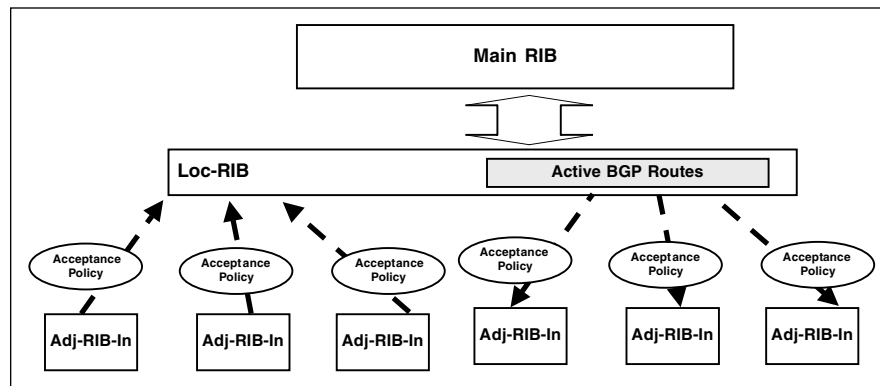 Main RIB
Loc-RIB
Active BGP Routes
Acceptance
Policy
Acceptance
Policy
Acceptance
Policy
Acceptance
Policy
Acceptance
Policy
Acceptance
Policy
Adj-RIB-In
Adj-RIB-In
Adj-RIB-In
Adj-RIB-In
Adj-RIB-In
Adj-RIB-In